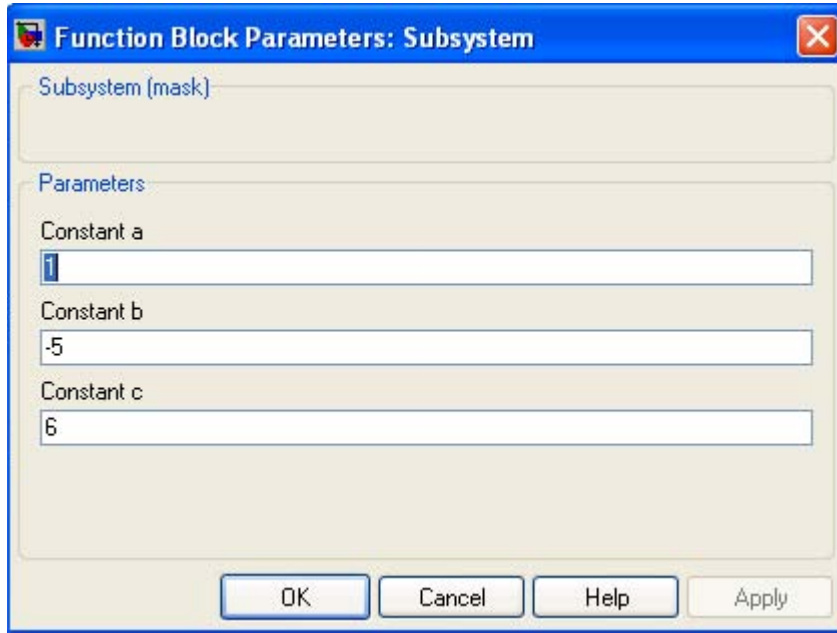 Function Block Parameters: Subsystem
Subsystem (mask)
Parameters
Constant a
1
Constant b
-5
Constant c
6
OK Cancel Help Apply